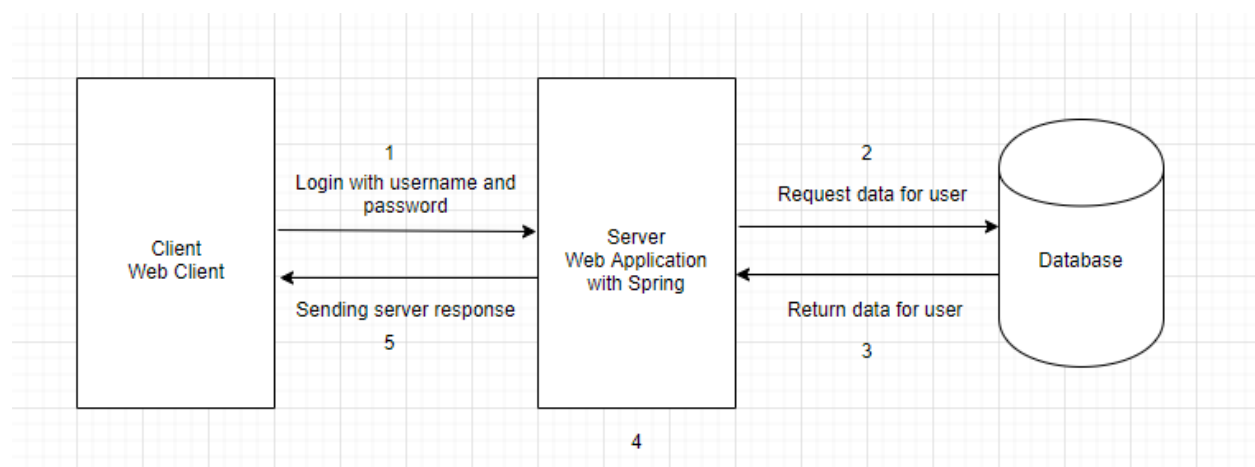 1
Login with username and
password
Client
Web Client
Sending server response
5
Server
Web Application
with Spring
4
2
Request data for user
Return data for user
3
Database